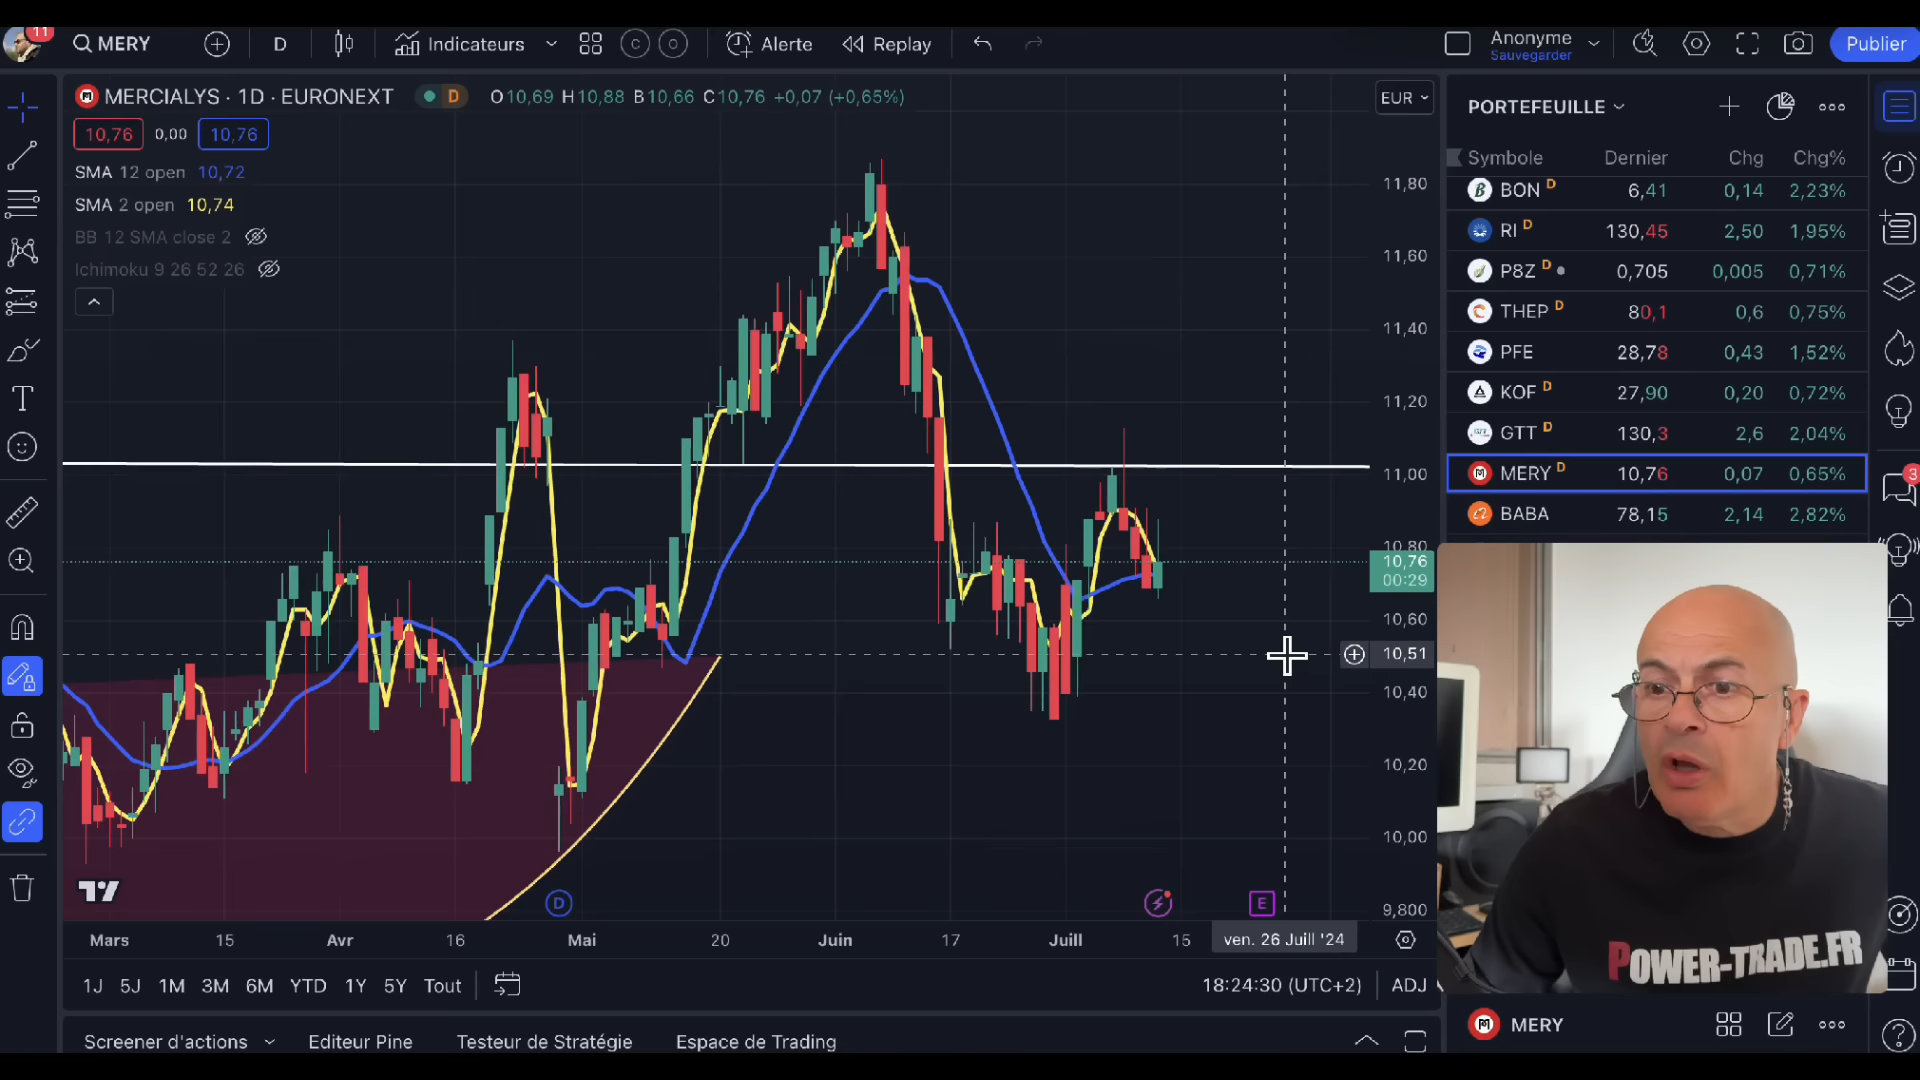 11
MERY
D
Indicateurs
Alerte
Replay
Anonyme
Sauvegarder
Publier
MERCIALYS · 1D · EURONEXT
D
O10,69 H10,88 B10,66 C10,76 +0,07 (+0,65%)
EUR
10,76 0,00 10,76
SMA 12 open 10,72
SMA 2 open 10,74
BB 12 SMA close 2
Ichimoku 9 26 52 26
11,80
11,60
11,40
11,20
11,00
10,80
10,76
00:29
10,60
10,51
10,40
10,20
10,00
9,800
D
E
Mars 15 Avr 16 Mai 20 Juin 17 Juill 15 ven. 26 Juill '24
1J 5J 1M 3M 6M YTD 1Y 5Y Tout
18:24:30 (UTC+2) ADJ
Screener d'actions Editeur Pine Testeur de Stratégie Espace de Trading
PORTEFEUILLE
Symbole Dernier Chg Chg%
BON D 6,41 0,14 2,23%
RI D 130,45 2,50 1,95%
P8Z D 0,705 0,005 0,71%
THEP D 80,1 0,6 0,75%
PFE 28,78 0,43 1,52%
KOF D 27,90 0,20 0,72%
GTT D 130,3 2,6 2,04%
MERY D 10,76 0,07 0,65%
BABA 78,15 2,14 2,82%
3
POWER-TRADE.FR
MERY